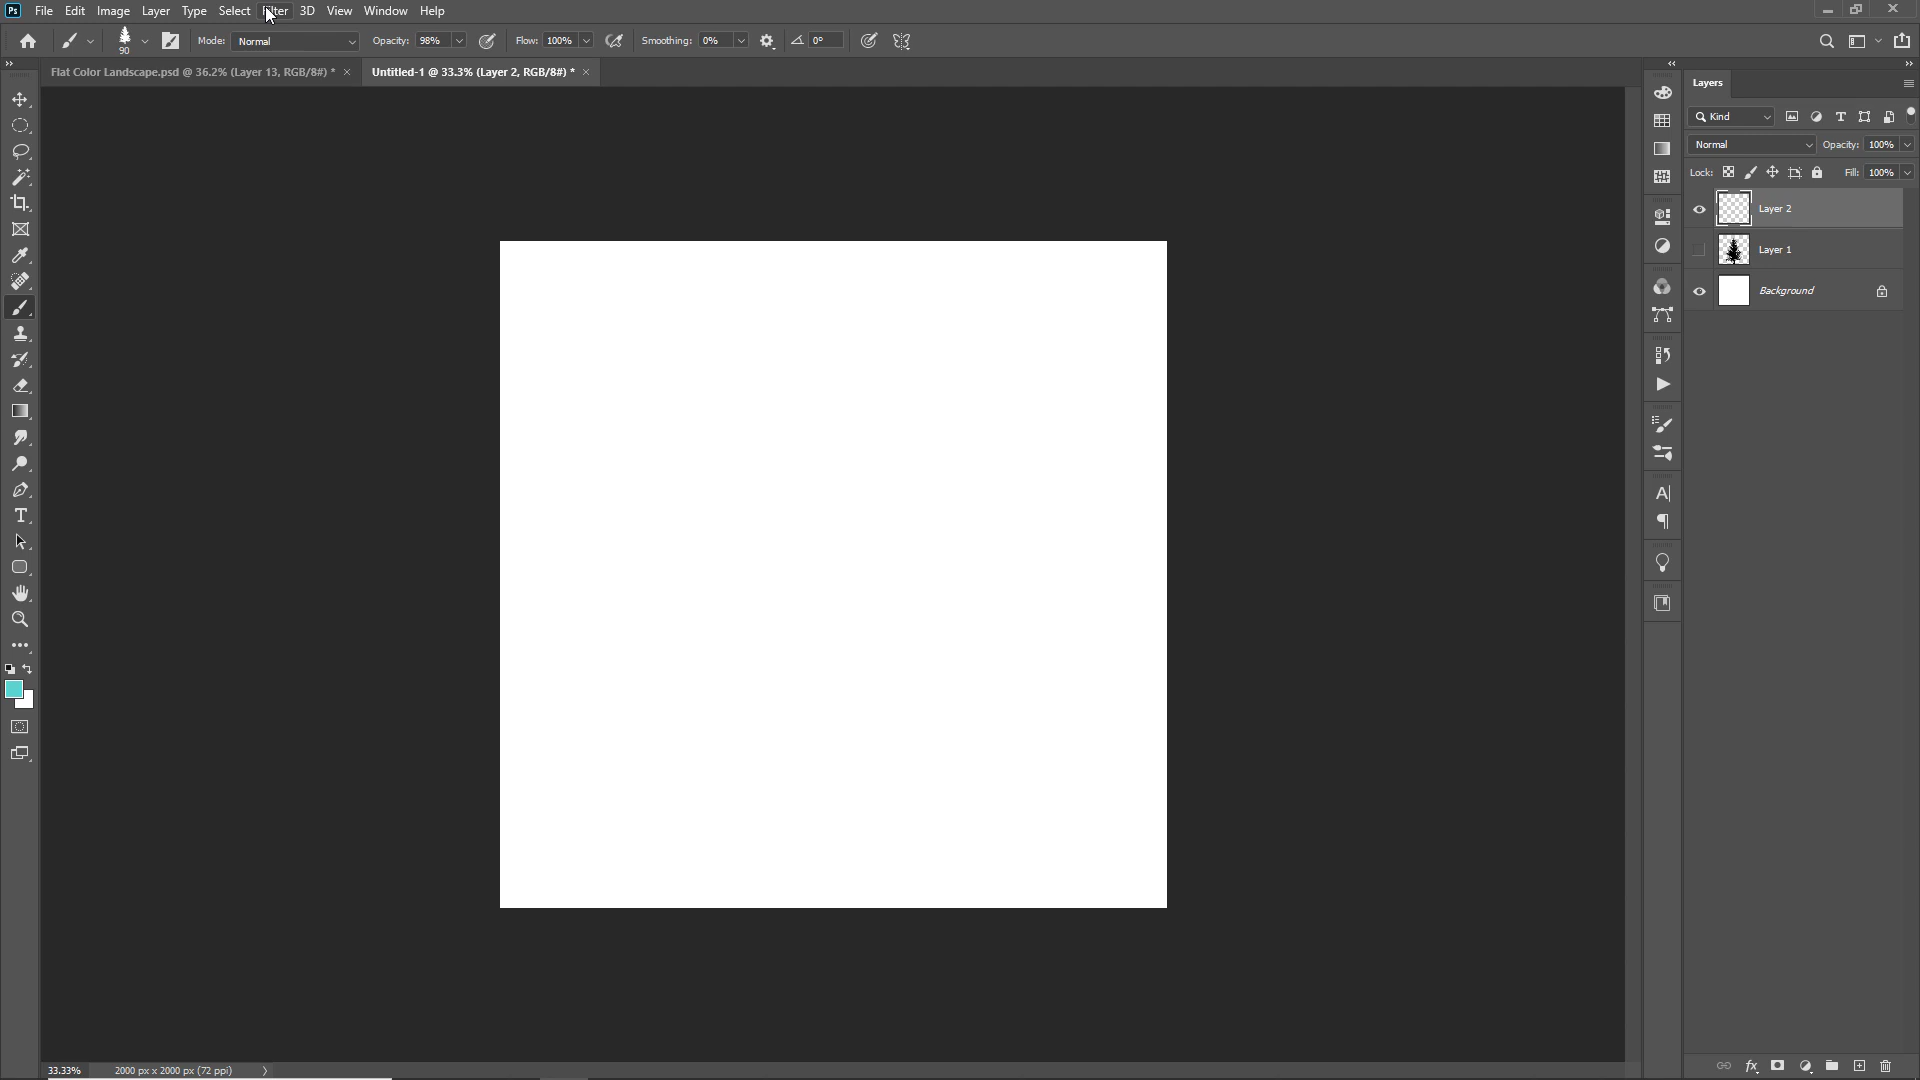 Ps File Edit Image Layer Type Select Filter 3D View Window Help
90 Mode: Normal Opacity: 98% Flow: 100% Smoothing: 0% 0°
Flat Color Landscape.psd @ 36.2% (Layer 13, RGB/8#) * × Untitled-1 @ 33.3% (Layer 2, RGB/8#) * ×
Layers
Kind
Normal Opacity: 100%
Lock: Fill: 100%
Layer 2
Layer 1
Background
33.33% 2000 px x 2000 px (72 ppi)